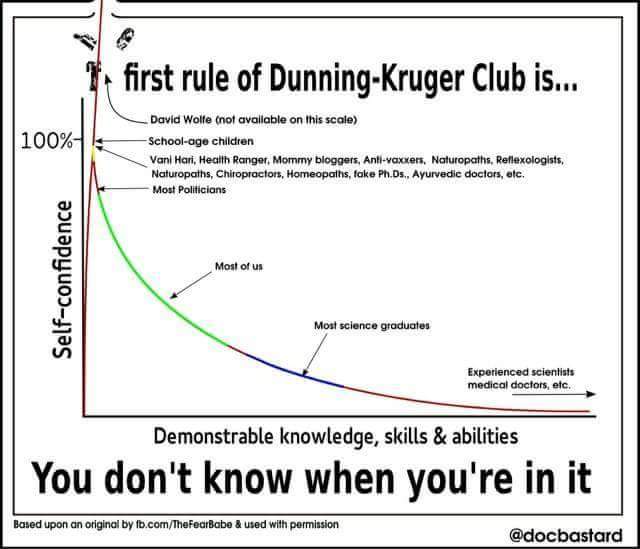 first rule of Dunning-Kruger Club is...
David Wolfe (not available on this scale)
100%
School-age children
Vani Hari, Health Ranger, Mommy bloggers, Anti-vaxxers, Naturopaths, Reflexologists,
Naturopaths, Chiropractors, Homeopaths, fake Ph.Ds., Ayurvedic doctors, etc.
Most Politicians
Self-confidence
Most of us
Most science graduates
Experienced scientists
medical doctors, etc.
Demonstrable knowledge, skills & abilities
You don't know when you're in it
Based upon an original by fb.com/TheFearBabe & used with permission
@docbastard